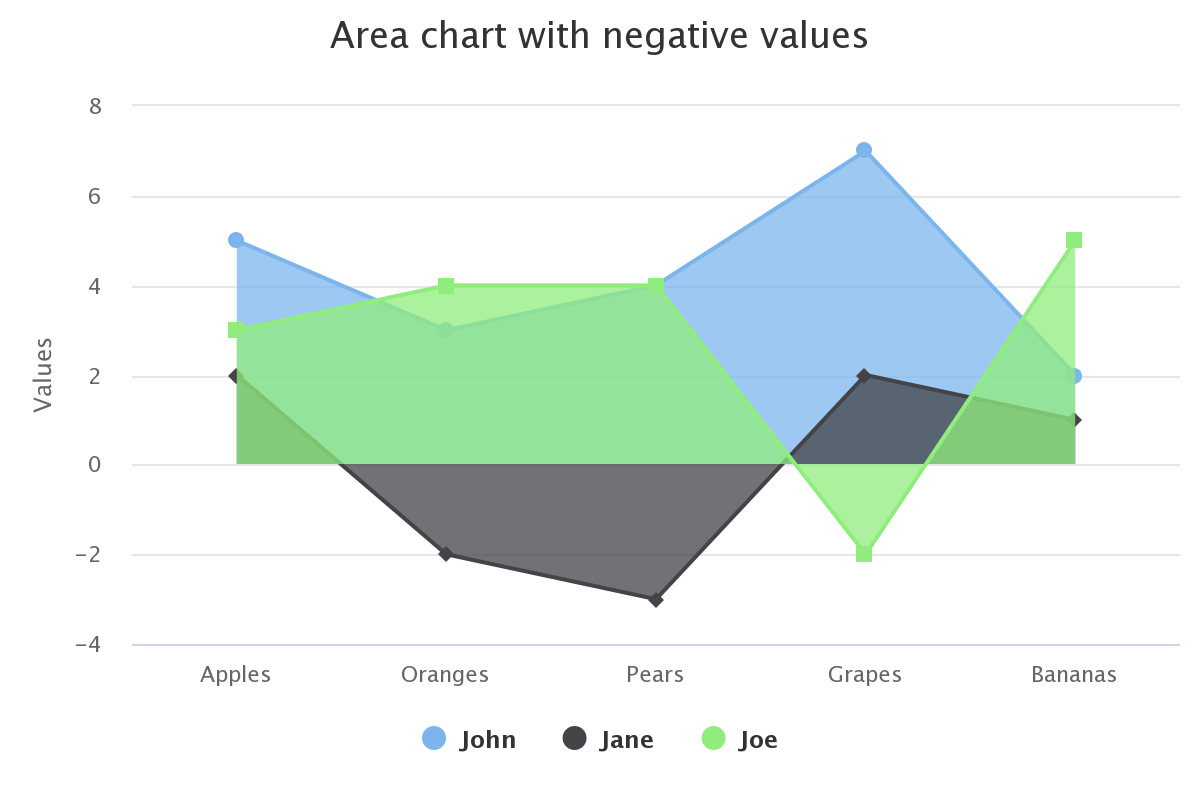 Area chart with negative values
Values
8
6
4
2
0
−2
−4
Apples Oranges Pears Grapes Bananas
John Jane Joe